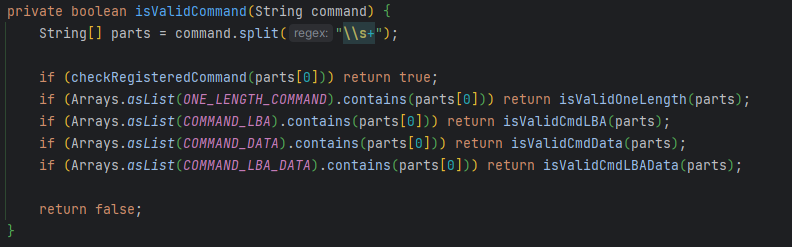 private boolean isValidCommand(String command) {
    String[] parts = command.split( regex: "\\s+");

    if (checkRegisteredCommand(parts[0])) return true;
    if (Arrays.asList(ONE_LENGTH_COMMAND).contains(parts[0])) return isValidOneLength(parts);
    if (Arrays.asList(COMMAND_LBA).contains(parts[0])) return isValidCmdLBA(parts);
    if (Arrays.asList(COMMAND_DATA).contains(parts[0])) return isValidCmdData(parts);
    if (Arrays.asList(COMMAND_LBA_DATA).contains(parts[0])) return isValidCmdLBAData(parts);

    return false;
}